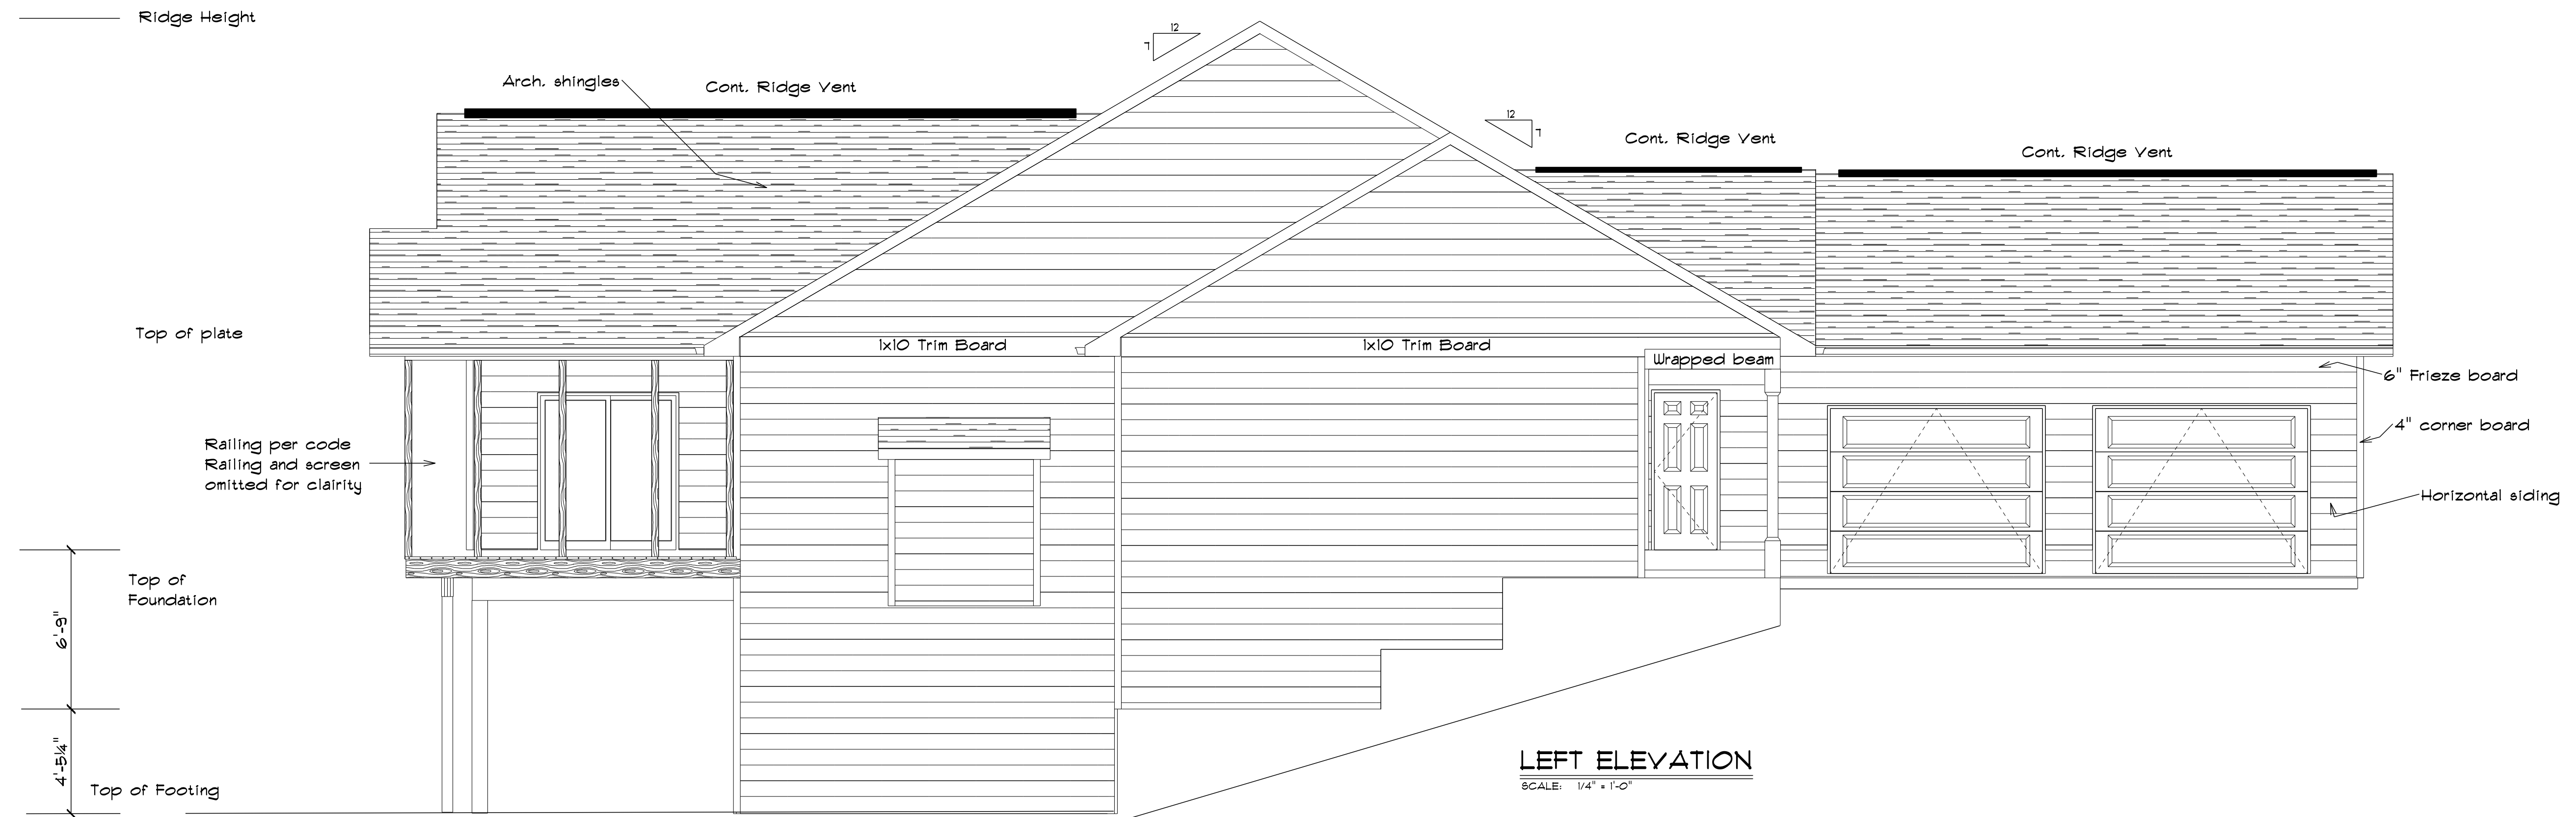 Ridge Height
12
7
Arch. shingles
Cont. Ridge Vent
12
7
Cont. Ridge Vent
Cont. Ridge Vent
Top of plate
1x10 Trim Board
1x10 Trim Board
Wrapped beam
6" Frieze board
4" corner board
Railing per code
Railing and screen
omitted for clairity
Horizontal siding
Top of
Foundation
6'-9"
4'-5¼"
Top of Footing
LEFT ELEVATION
SCALE: 1/4" = 1'-0"